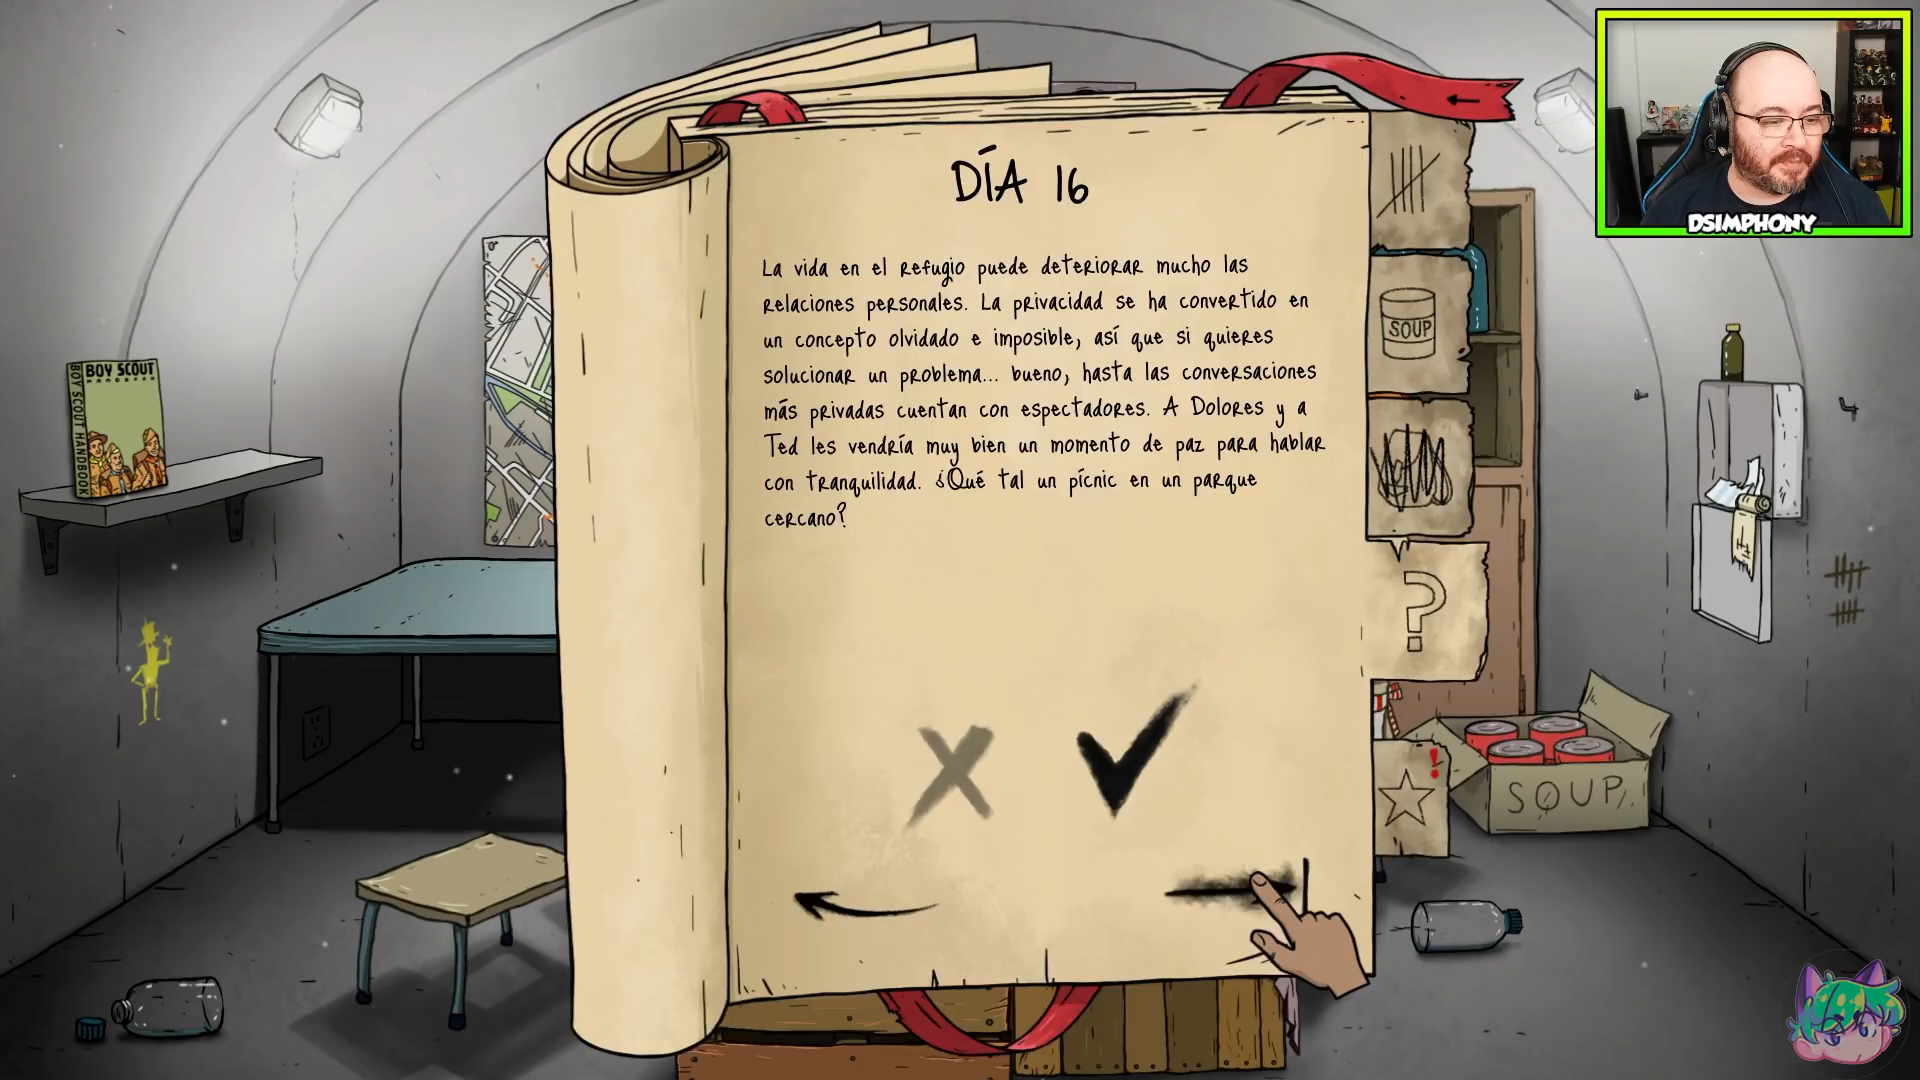 DSIMPHONY
DÍA 16
La vida en el refugio puede deteriorar mucho las
relaciones personales. La privacidad se ha convertido en
un concepto olvidado e imposible, así que si quieres
solucionar un problema... bueno, hasta las conversaciones
más privadas cuentan con espectadores. A Dolores y a
Ted les vendría muy bien un momento de paz para hablar
con tranquilidad. ¿Qué tal un pícnic en un parque
cercano?
SOUP
?
!
BOY SCOUT
HANDBOOK
BOY SCOUT HANDBOOK
SOUP